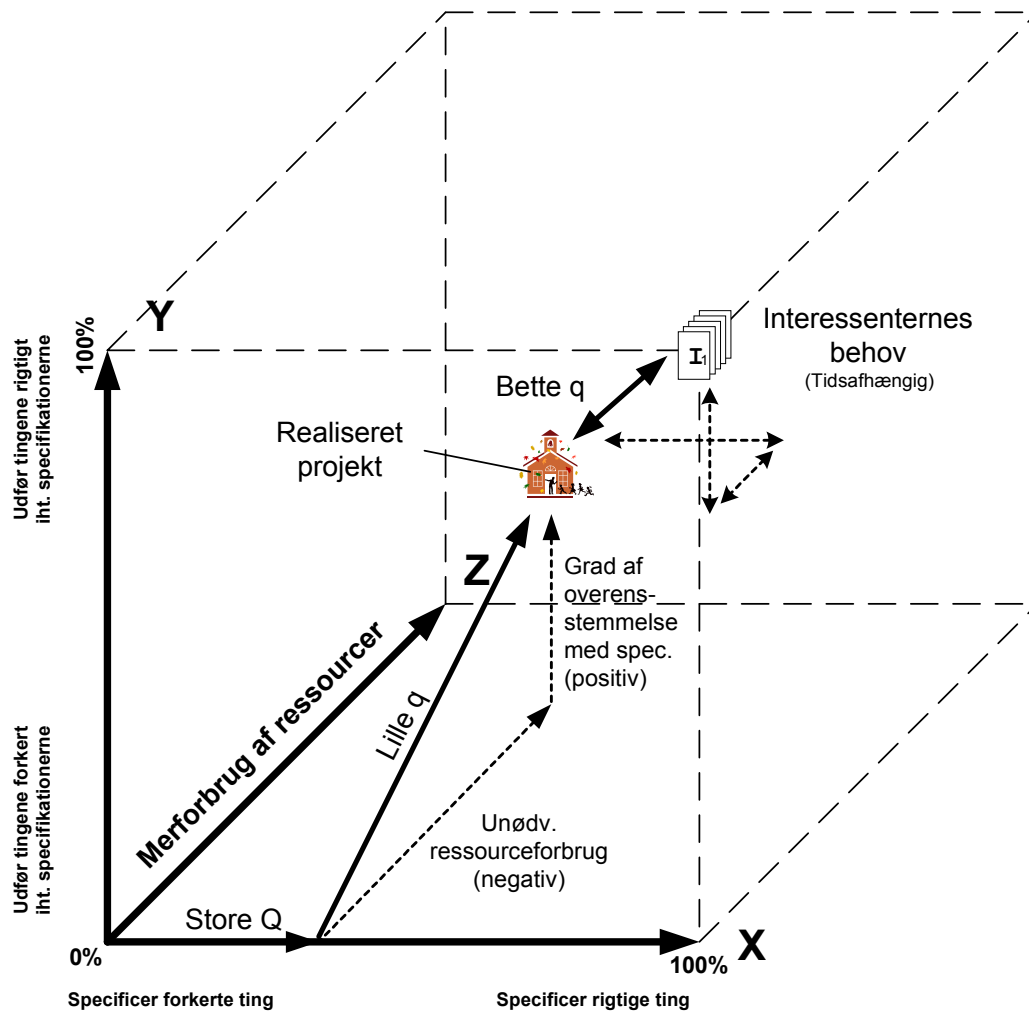 Y
100%
Udfør tingene rigtigt
iht. specifikationerne
Interessenternes
behov
(Tidsafhængig)
I1
Bette q
Realiseret
projekt
Z
Grad af
overens-
stemmelse
med spec.
(positiv)
Merforbrug af ressourcer
Lille q
Udfør tingene forkert
iht. specifikationerne
Unødv.
ressourceforbrug
(negativ)
Store Q
0%
100%
X
Specificer forkerte ting
Specificer rigtige ting